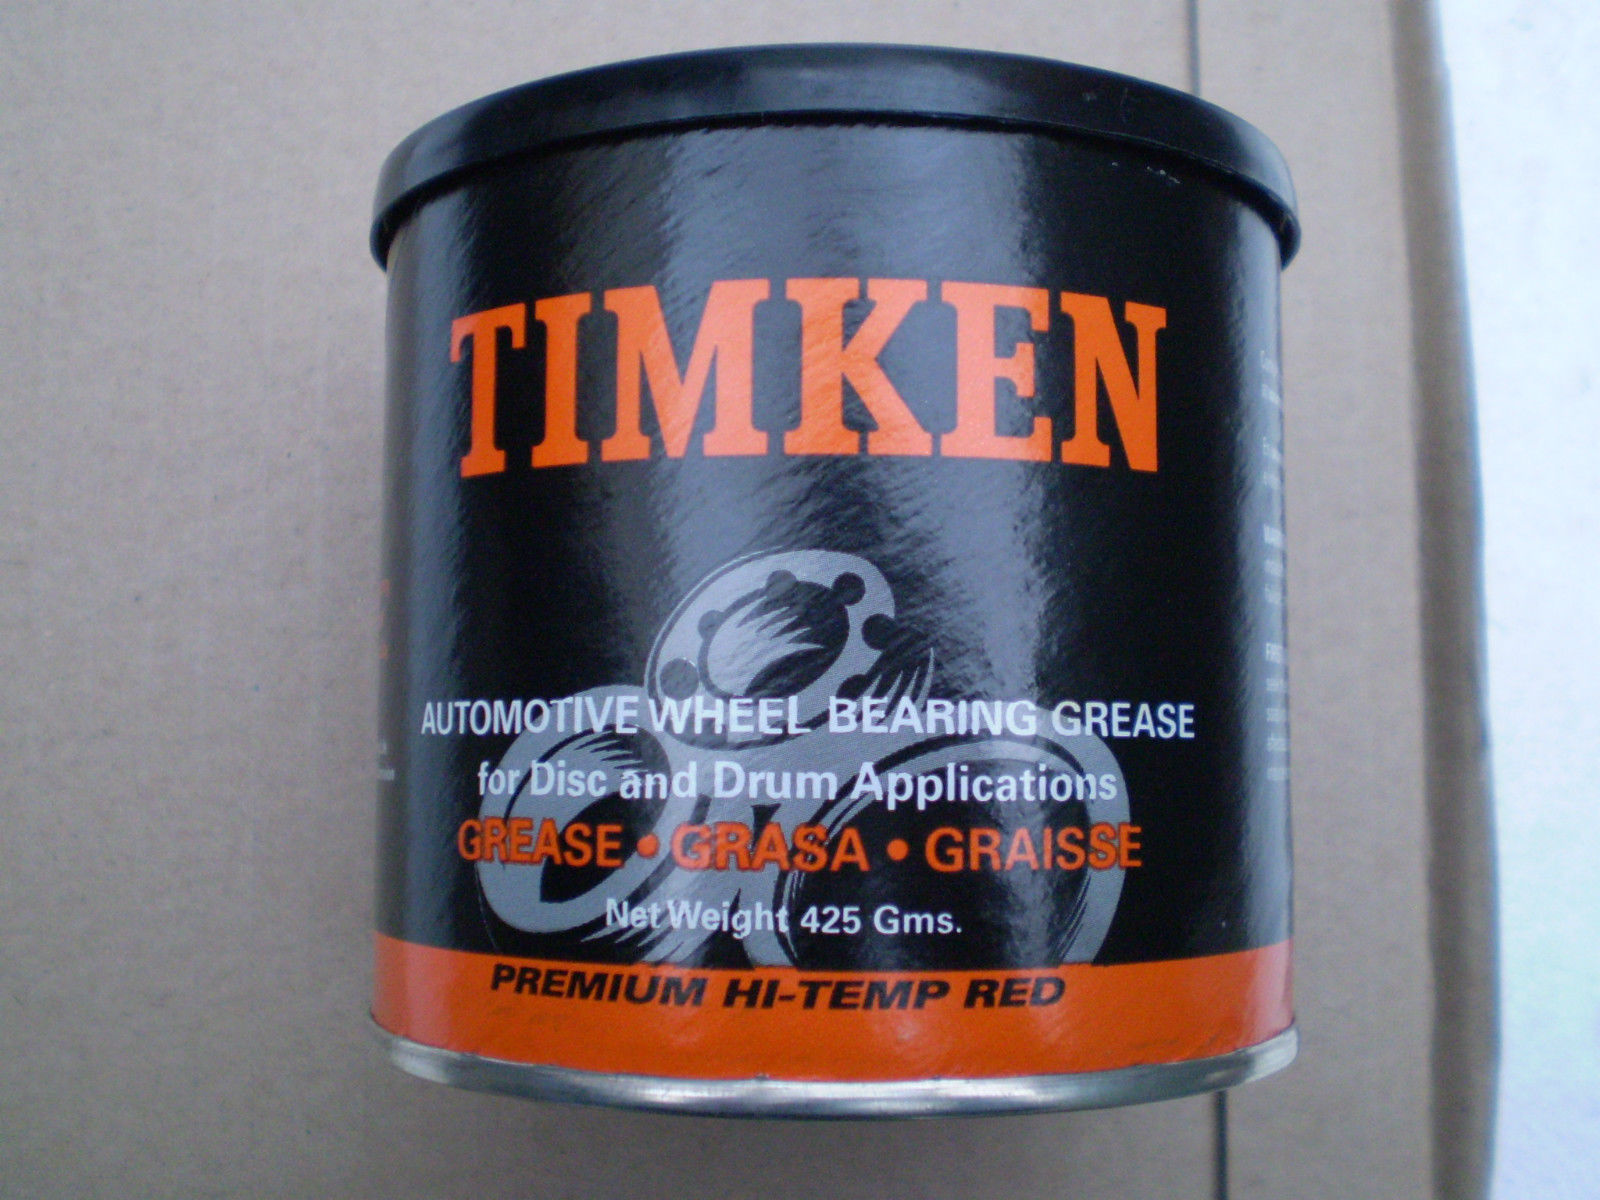 TIMKEN
AUTOMOTIVE WHEEL BEARING GREASE
for Disc and Drum Applications
GREASE • GRASA • GRAISSE
Net Weight 425 Gms.
PREMIUM HI-TEMP RED